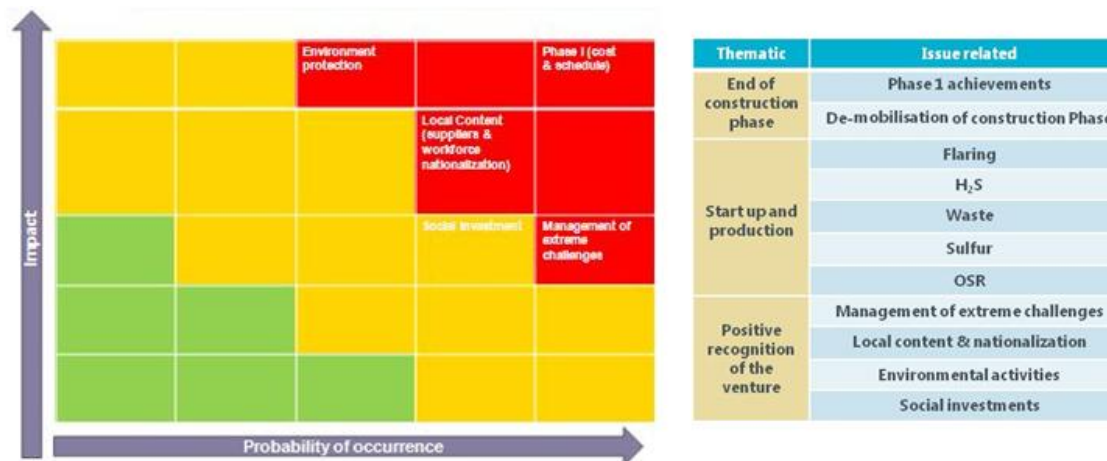 Impact
Environment
protection
Phase I (cost
& schedule)
Local Content
(suppliers &
workforce
nationalization)
Social Investment
Management of
extreme
challenges
Probability of occurrence
Thematic
Issue related
End of
construction
phase
Phase 1 achievements
De-mobilisation of construction Phase
Start up and
production
Flaring
H₂S
Waste
Sulfur
OSR
Positive
recognition
of the
venture
Management of extreme challenges
Local content & nationalization
Environmental activities
Social investments